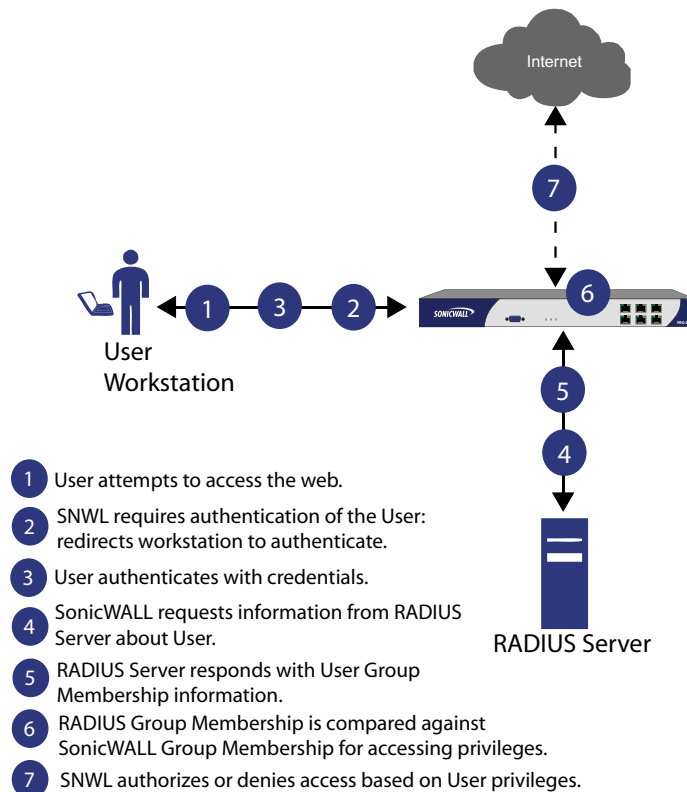 Internet
7
1
3
2
6
SONICWALL
User
Workstation
5
4
RADIUS Server
1 User attempts to access the web.
2 SNWL requires authentication of the User:
redirects workstation to authenticate.
3 User authenticates with credentials.
4 SonicWALL requests information from RADIUS
Server about User.
5 RADIUS Server responds with User Group
Membership information.
6 RADIUS Group Membership is compared against
SonicWALL Group Membership for accessing privileges.
7 SNWL authorizes or denies access based on User privileges.